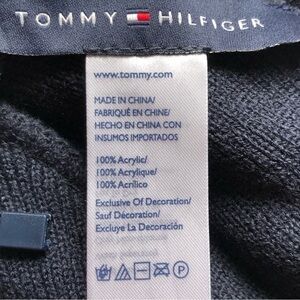 TOMMY HILFIGER
www.tommy.com
MADE IN CHINA/
FABRIQUÉ EN CHINE/
HECHO EN CHINA CON
INSUMOS IMPORTADOS
100% Acrylic/
100% Acrylique/
100% Acrílico
Exclusive Of Decoration/
Sauf Décoration/
Excluye La Decoración
P